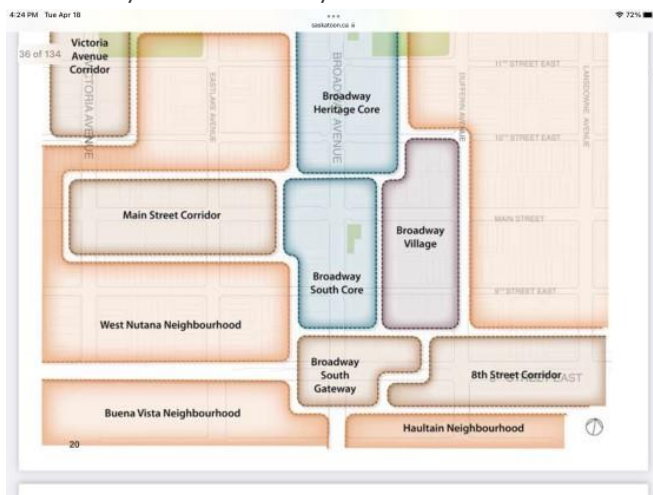 4:24 PM Tue Apr 18
saskatoon.ca
72%
36 of 134
Victoria
Avenue
Corridor
VICTORIA AVENUE
EASTLAKE AVENUE
BROADWAY AVENUE
Broadway
Heritage Core
DUFFERIN AVENUE
11TH STREET EAST
LANSDOWNE AVENUE
10TH STREET EAST
Main Street Corridor
Broadway
Village
MAIN STREET
Broadway
South Core
9TH STREET EAST
West Nutana Neighbourhood
Broadway
South
Gateway
8th Street Corridor
STREET EAST
Buena Vista Neighbourhood
Haultain Neighbourhood
20